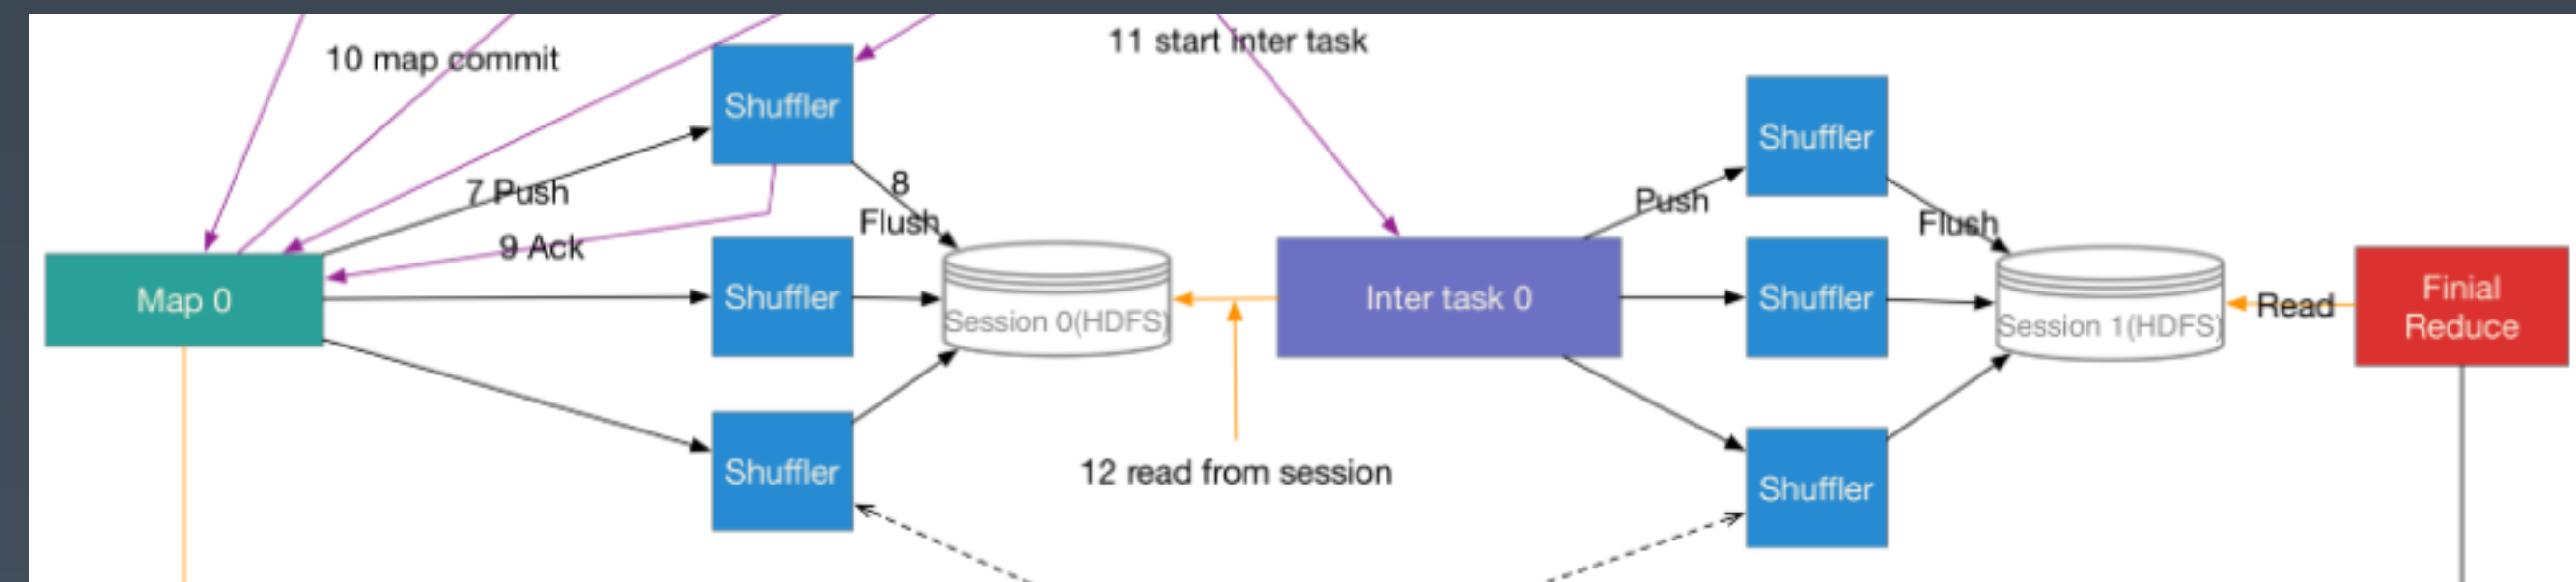 10 map commit
11 start inter task
Shuffler
Shuffler
7 Push
8
Flush
Push
Flush
9 Ack
Map 0
Shuffler
Session 0(HDFS)
Inter task 0
Shuffler
Session 1(HDFS)
Read
Finial
Reduce
Shuffler
12 read from session
Shuffler